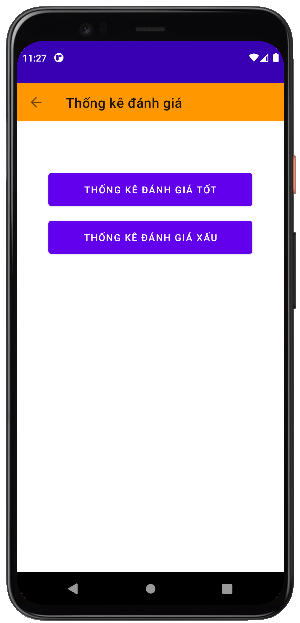 11:27
Thống kê đánh giá
THỐNG KÊ ĐÁNH GIÁ TỐT
THỐNG KÊ ĐÁNH GIÁ XẤU